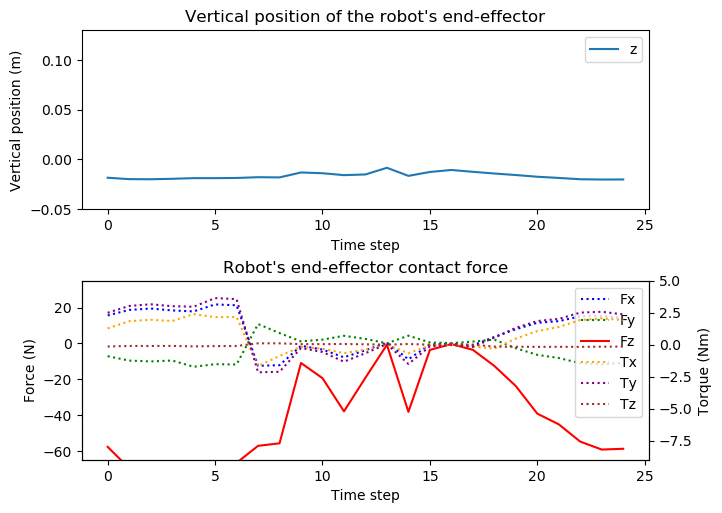 Vertical position of the robot's end-effector
Vertical position (m)
0.10
0.05
0.00
−0.05
z
0 5 10 15 20 25
Time step
Robot's end-effector contact force
Force (N)
20
0
−20
−40
−60
Fx
Fy
Fz
Tx
Ty
Tz
5.0
2.5
0.0
−2.5
−5.0
−7.5
Torque (Nm)
0 5 10 15 20 25
Time step